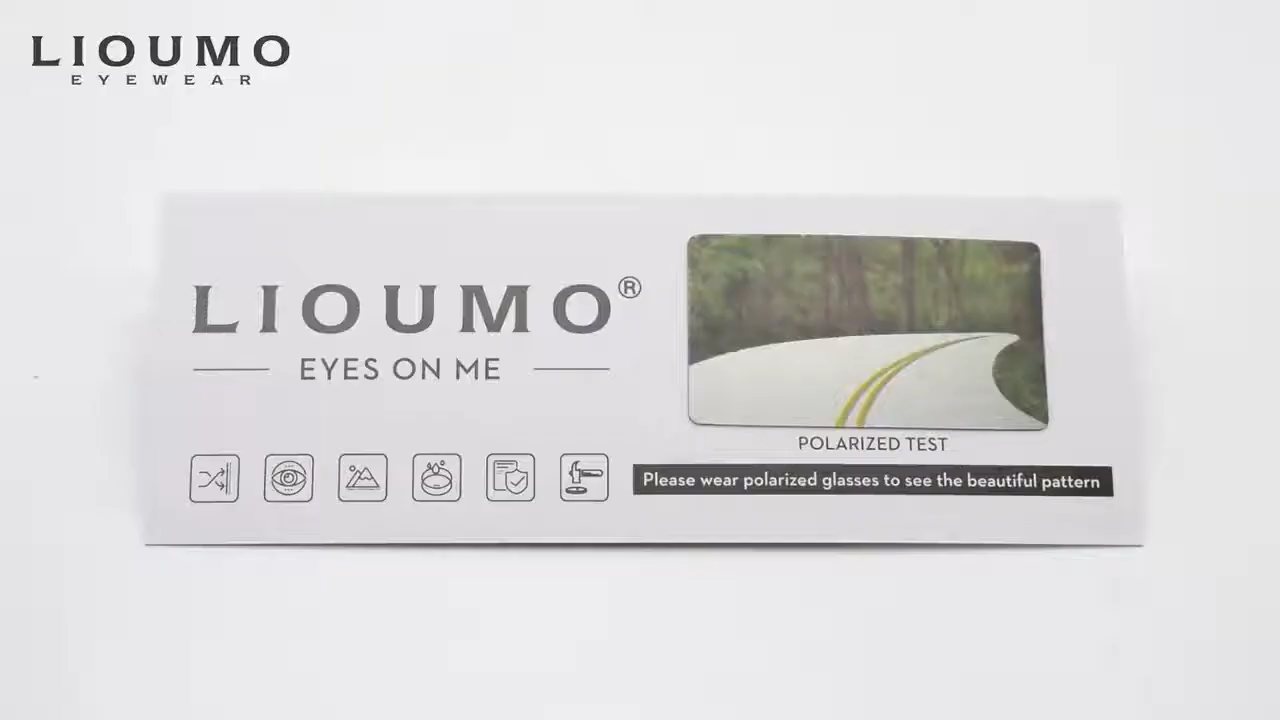 LIOUMO
EYEWEAR
LIOUMO®
EYES ON ME
POLARIZED TEST
Please wear polarized glasses to see the beautiful pattern